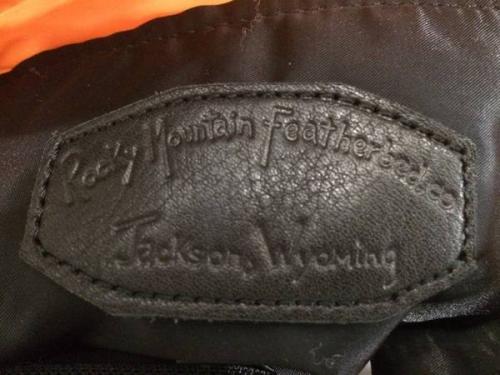 Rocky Mountain Featherbed.co
Jackson, Wyoming